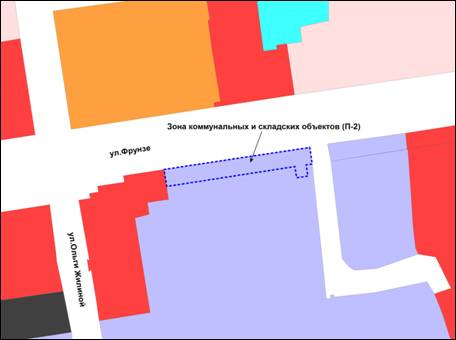 Зона коммунальных и складских объектов (П-2)
ул.Фрунзе
ул.Ольги Жилиной